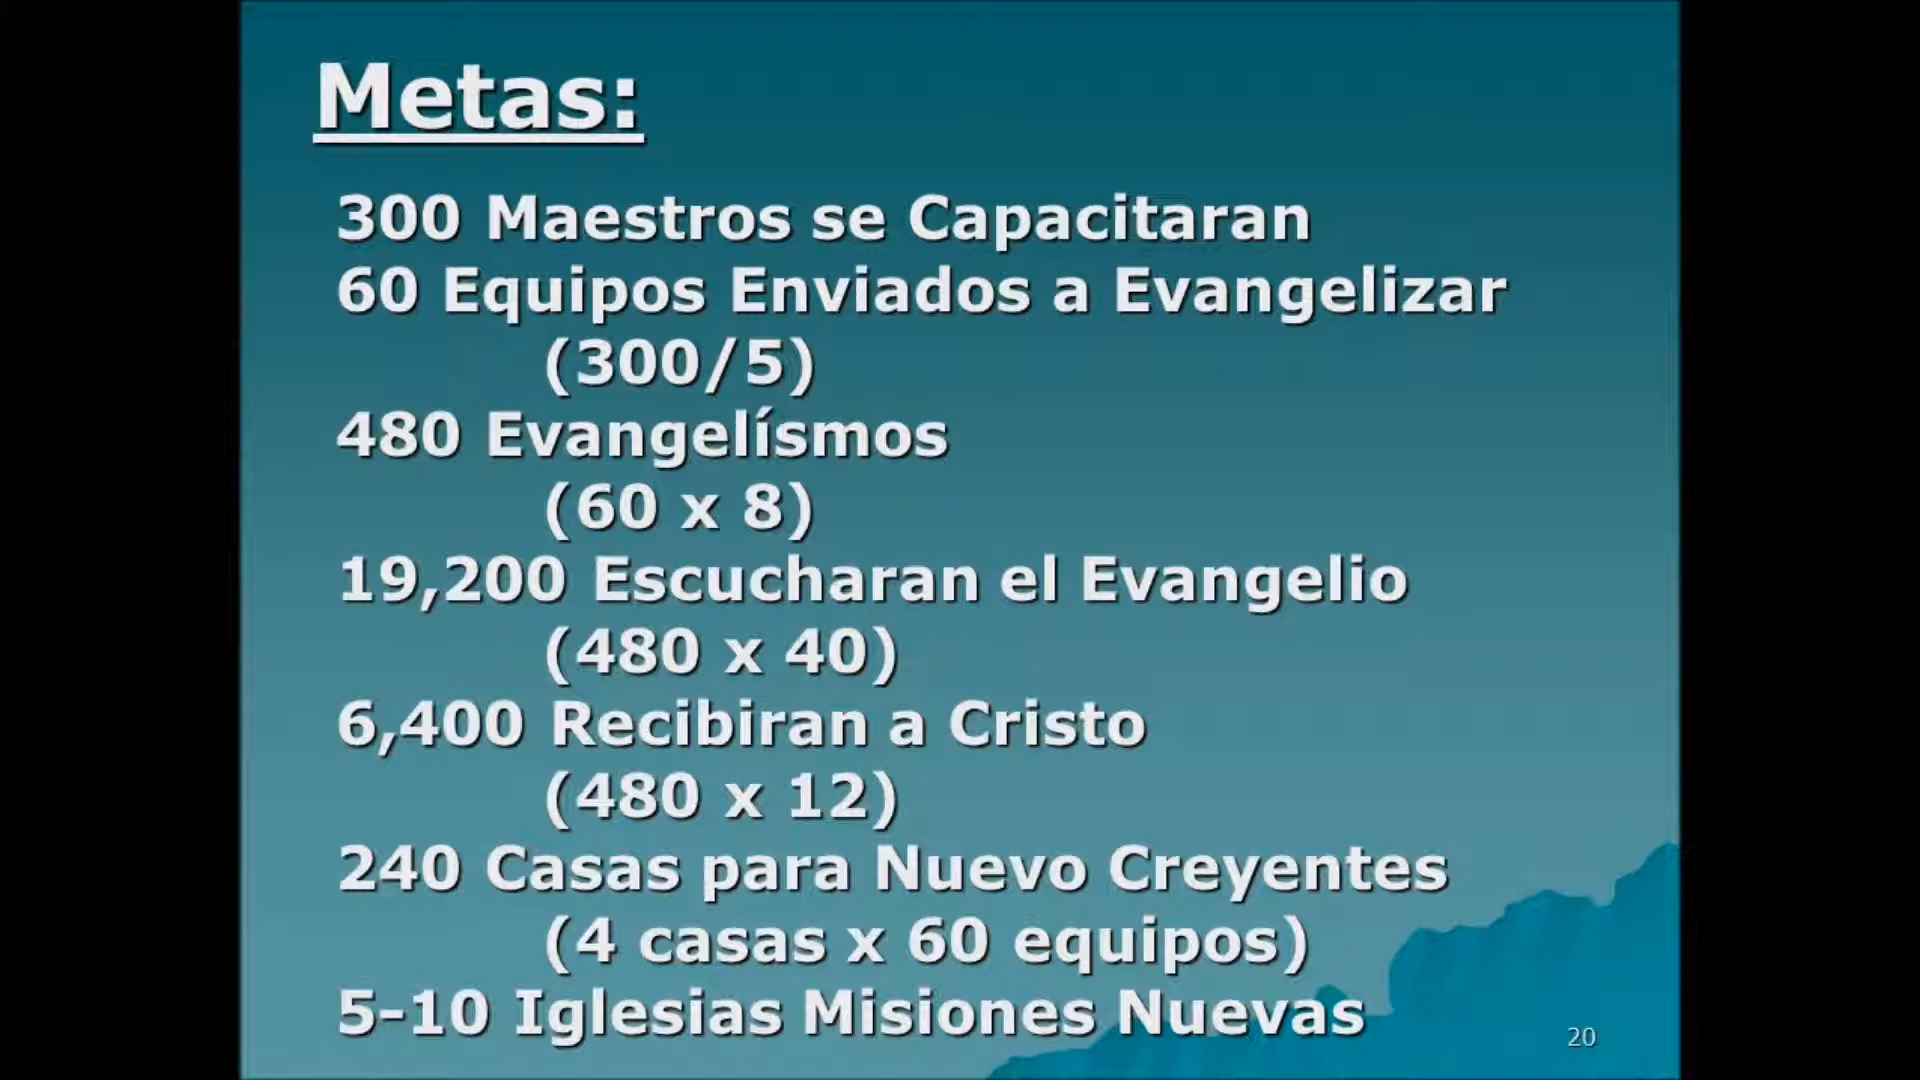 Metas:
300 Maestros se Capacitaran
60 Equipos Enviados a Evangelizar
(300/5)
480 Evangelísmos
(60 x 8)
19,200 Escucharan el Evangelio
(480 x 40)
6,400 Recibiran a Cristo
(480 x 12)
240 Casas para Nuevo Creyentes
(4 casas x 60 equipos)
5-10 Iglesias Misiones Nuevas
20